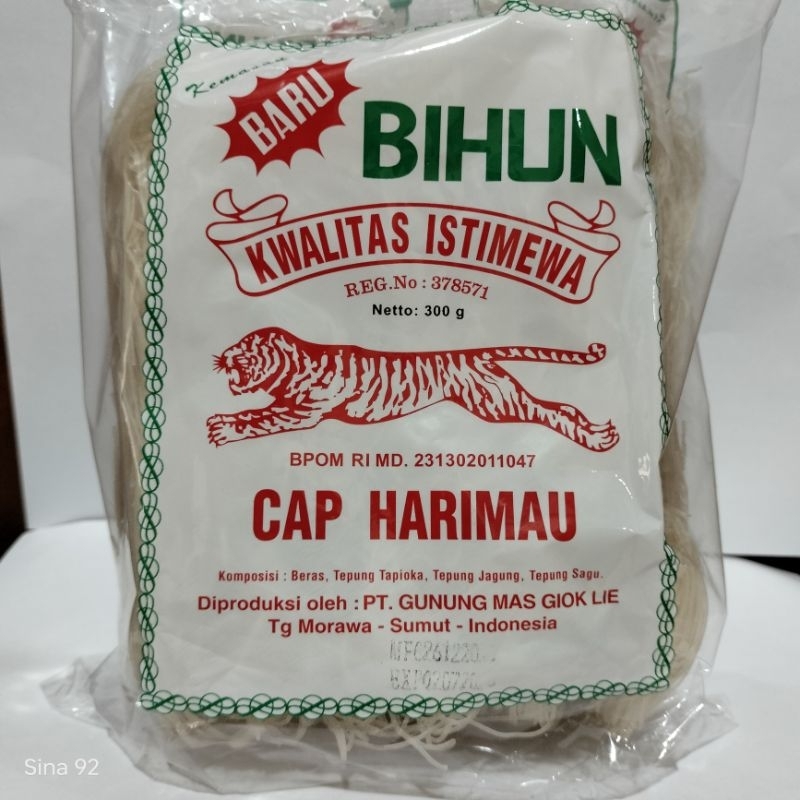 Kemasan
BARU
BIHUN
KWALITAS ISTIMEWA
REG.No : 378571
Netto: 300 g
BPOM RI MD. 231302011047
CAP HARIMAU
Komposisi : Beras, Tepung Tapioka, Tepung Jagung, Tepung Sagu.
Diproduksi oleh : PT. GUNUNG MAS GIOK LIE
Tg Morawa - Sumut - Indonesia
Sina 92